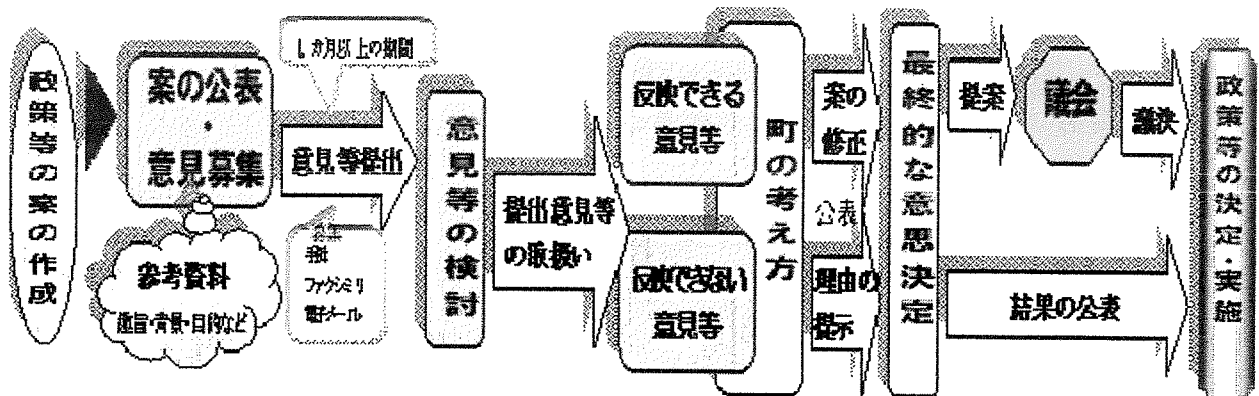 政策等の案の作成
案の公表
・
意見募集
参考資料
趣旨・背景・目的など
1ヵ月以上の期間
意見等提出
ファクシミリ
電子メール
意見等の検討
提出意見等
の取扱い
反映できる
意見等
反映できない
意見等
町の考え方
案の
修正
公表
理由の
提示
最終的な意思決定
提案
議会
議決
結果の公表
政策等の決定・実施